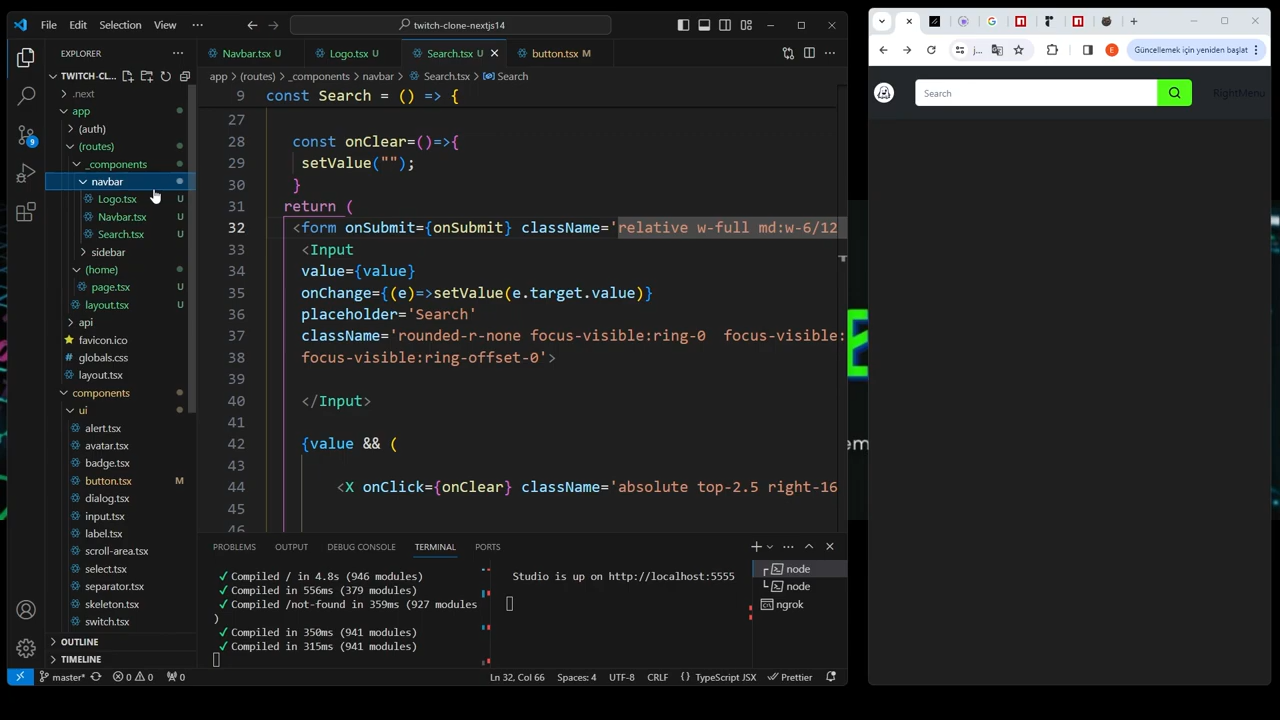 File Edit Selection View ··· twitch-clone-nextjs14
EXPLORER ···
TWITCH-CL...
.next
app
(auth)
(routes)
_components
navbar
Logo.tsx U
Navbar.tsx U
Search.tsx U
sidebar
(home)
page.tsx U
layout.tsx U
api
favicon.ico
globals.css
layout.tsx
components
ui
alert.tsx
avatar.tsx
badge.tsx
button.tsx M
dialog.tsx
input.tsx
label.tsx
scroll-area.tsx
select.tsx
separator.tsx
skeleton.tsx
switch.tsx
OUTLINE
TIMELINE
9
Navbar.tsx U Logo.tsx U Search.tsx U button.tsx M
app > (routes) > _components > navbar > Search.tsx > Search
9 const Search = () => {
27
28 const onClear=()=>{
29 setValue("");
30 }
31 return (
32 <form onSubmit={onSubmit} className='relative w-full md:w-6/12
33 <Input
34 value={value}
35 onChange={(e)=>setValue(e.target.value)}
36 placeholder='Search'
37 className='rounded-r-none focus-visible:ring-0 focus-visible:
38 focus-visible:ring-offset-0'>
39
40 </Input>
41
42 {value && (
43
44 <X onClick={onClear} className='absolute top-2.5 right-16
45
46
PROBLEMS OUTPUT DEBUG CONSOLE TERMINAL PORTS
✓ Compiled / in 4.8s (946 modules)
✓ Compiled in 556ms (379 modules)
✓ Compiled /not-found in 359ms (927 modules
)
✓ Compiled in 350ms (941 modules)
✓ Compiled in 315ms (941 modules)
Studio is up on http://localhost:5555
node
node
ngrok
master* 0 0 0 Ln 32, Col 66 Spaces: 4 UTF-8 CRLF {} TypeScript JSX Prettier
j... E Güncellemek için yeniden başlat
Search RightMenu
em